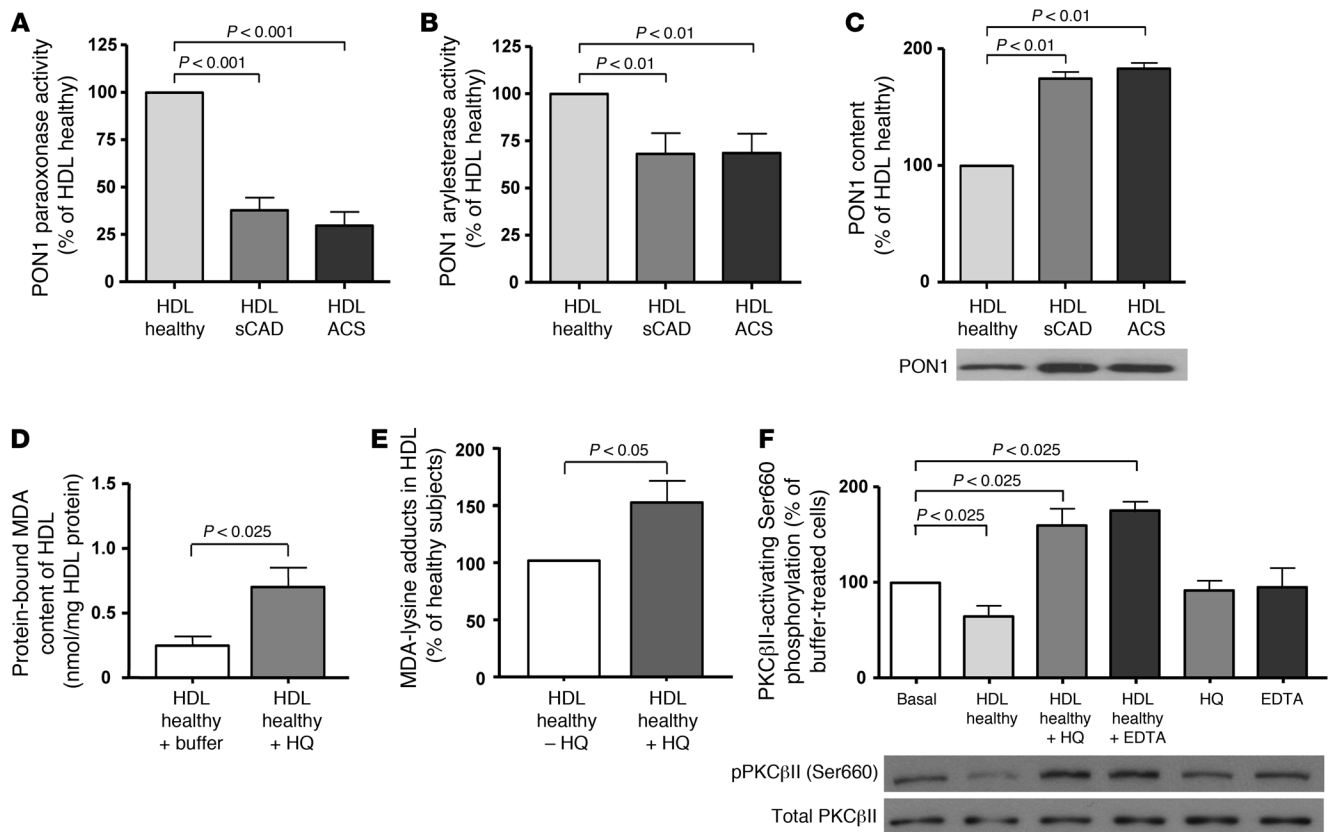 A
PON1 paraoxonase activity
(% of HDL healthy)
125
100
75
50
25
0
P < 0.001
P < 0.001
HDL
healthy
HDL
sCAD
HDL
ACS
B
PON1 arylesterase activity
(% of HDL healthy)
125
100
75
50
25
0
P < 0.01
P < 0.01
HDL
healthy
HDL
sCAD
HDL
ACS
C
PON1 content
(% of HDL healthy)
200
100
0
P < 0.01
P < 0.01
HDL
healthy
HDL
sCAD
HDL
ACS
PON1
D
Protein-bound MDA
content of HDL
(nmol/mg HDL protein)
1.5
1.0
0.5
0
P < 0.025
HDL
healthy
+ buffer
HDL
healthy
+ HQ
E
MDA-lysine adducts in HDL
(% of healthy subjects)
200
150
100
50
0
P < 0.05
HDL
healthy
– HQ
HDL
healthy
+ HQ
F
PKCβII-activating Ser660
phosphorylation (% of
buffer-treated cells)
200
100
0
P < 0.025
P < 0.025
P < 0.025
Basal
HDL
healthy
HDL
healthy
+ HQ
HDL
healthy
+ EDTA
HQ
EDTA
pPKCβII (Ser660)
Total PKCβII